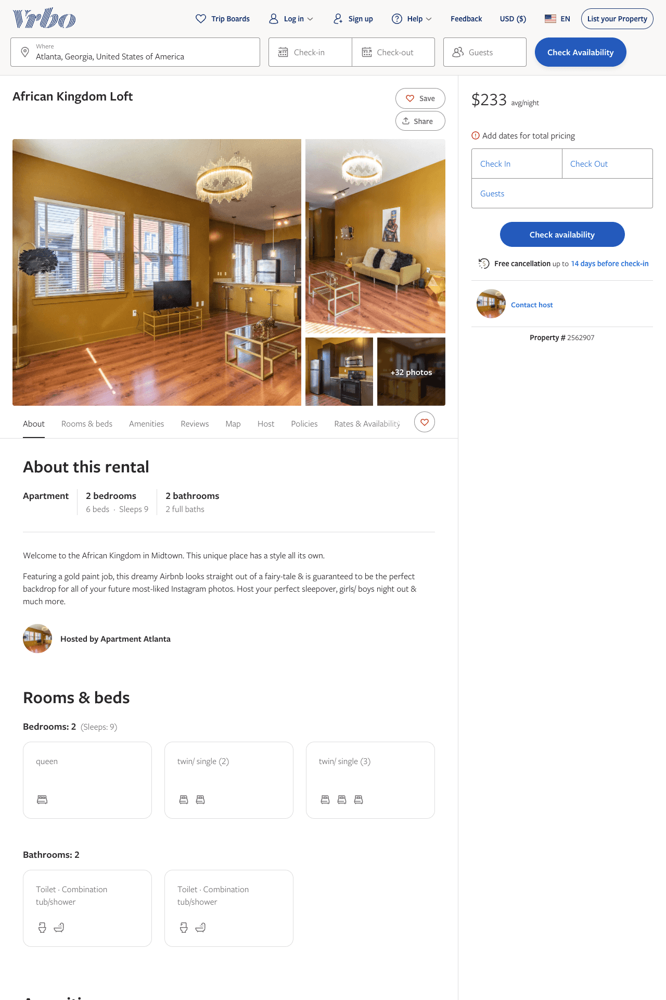 Vrbo
Trip Boards
Log in
Sign up
Help
Feedback
USD ($)
EN
List your Property
Where
Atlanta, Georgia, United States of America
Check-in
Check-out
Guests
Check Availability
African Kingdom Loft
Save
Share
+32 photos
$233 avg/night
Add dates for total pricing
Check In
Check Out
Guests
Check availability
Free cancellation up to 14 days before check-in
Contact host
Property # 2562907
About
Rooms & beds
Amenities
Reviews
Map
Host
Policies
Rates & Availability
About this rental
Apartment
2 bedrooms
6 beds · Sleeps 9
2 bathrooms
2 full baths
Welcome to the African Kingdom in Midtown. This unique place has a style all its own.
Featuring a gold paint job, this dreamy Airbnb looks straight out of a fairy-tale & is guaranteed to be the perfect
backdrop for all of your future most-liked Instagram photos. Host your perfect sleepover, girls/ boys night out &
much more.
Hosted by Apartment Atlanta
Rooms & beds
Bedrooms: 2 (Sleeps: 9)
queen
twin/ single (2)
twin/ single (3)
Bathrooms: 2
Toilet · Combination
tub/shower
Toilet · Combination
tub/shower